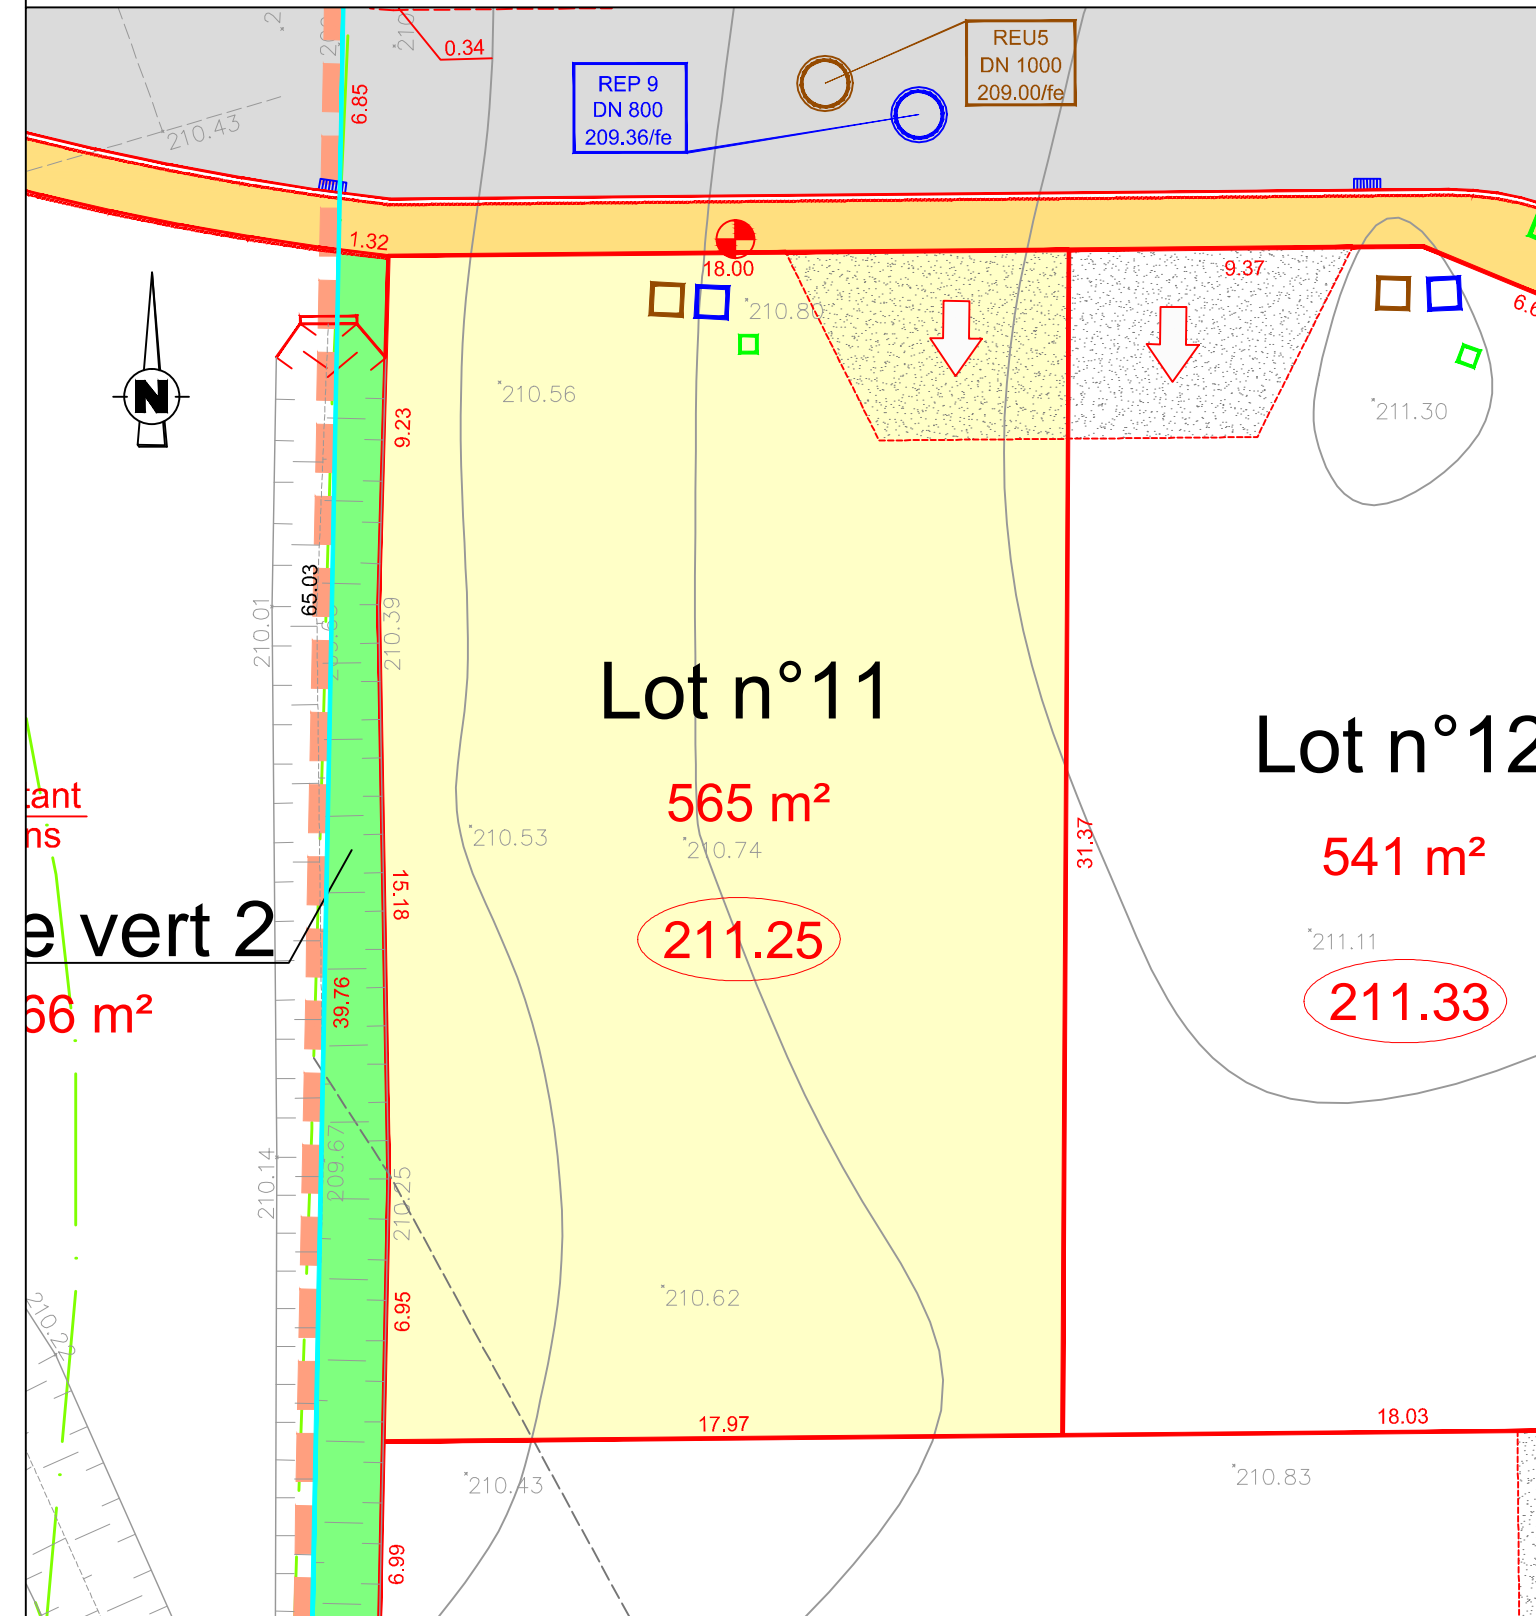 0.34
REU5
DN 1000
209.00/fe
REP 9
DN 800
209.36/fe
6.85
210.43
1.32
18.00
9.37
210.80
210.56
211.30
N
9.23
65.03
210.01
210.39
Lot n°11
Lot n°12
565 m²
541 m²
tant
ns
210.53
210.74
31.37
15.18
e vert 2
211.25
211.11
211.33
66 m²
39.76
209.67
210.14
210.25
210.62
6.95
210.22
17.97
18.03
210.43
210.83
6.99